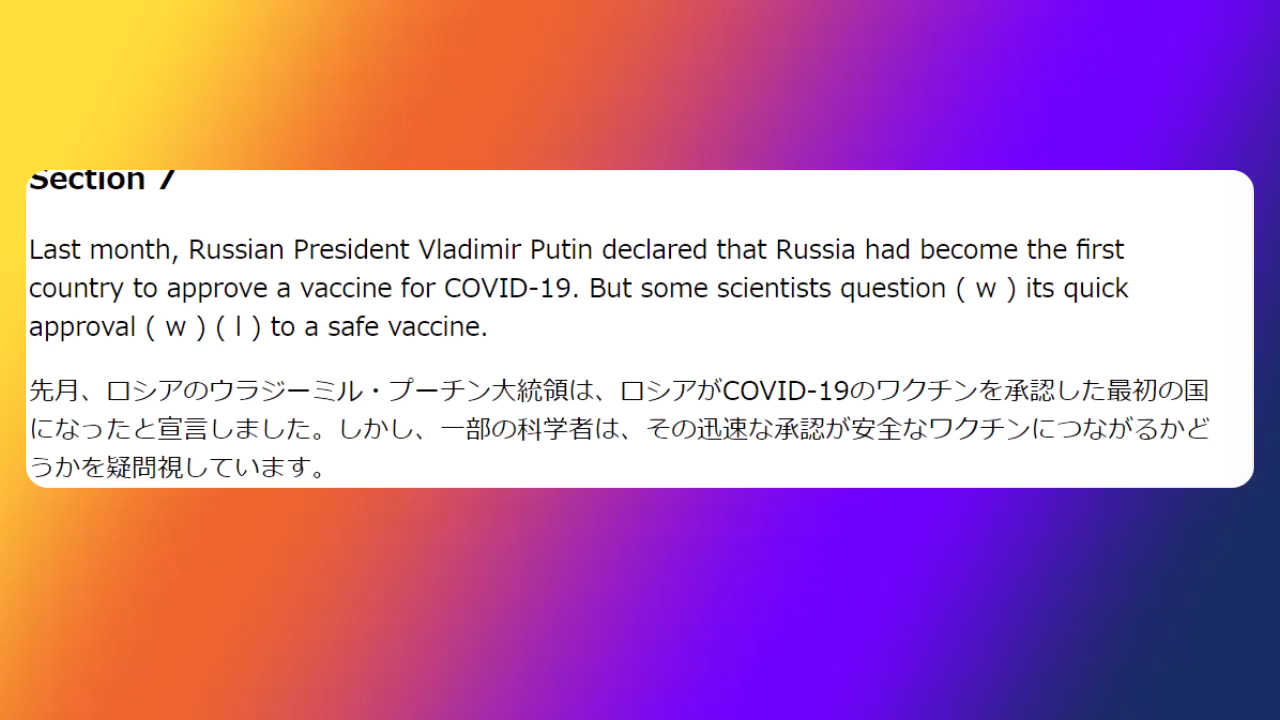 Section 7
Last month, Russian President Vladimir Putin declared that Russia had become the first
country to approve a vaccine for COVID-19. But some scientists question ( w ) its quick
approval ( w ) ( l ) to a safe vaccine.
先月、ロシアのウラジーミル・プーチン大統領は、ロシアがCOVID-19のワクチンを承認した最初の国
になったと宣言しました。しかし、一部の科学者は、その迅速な承認が安全なワクチンにつながるかど
うかを疑問視しています。